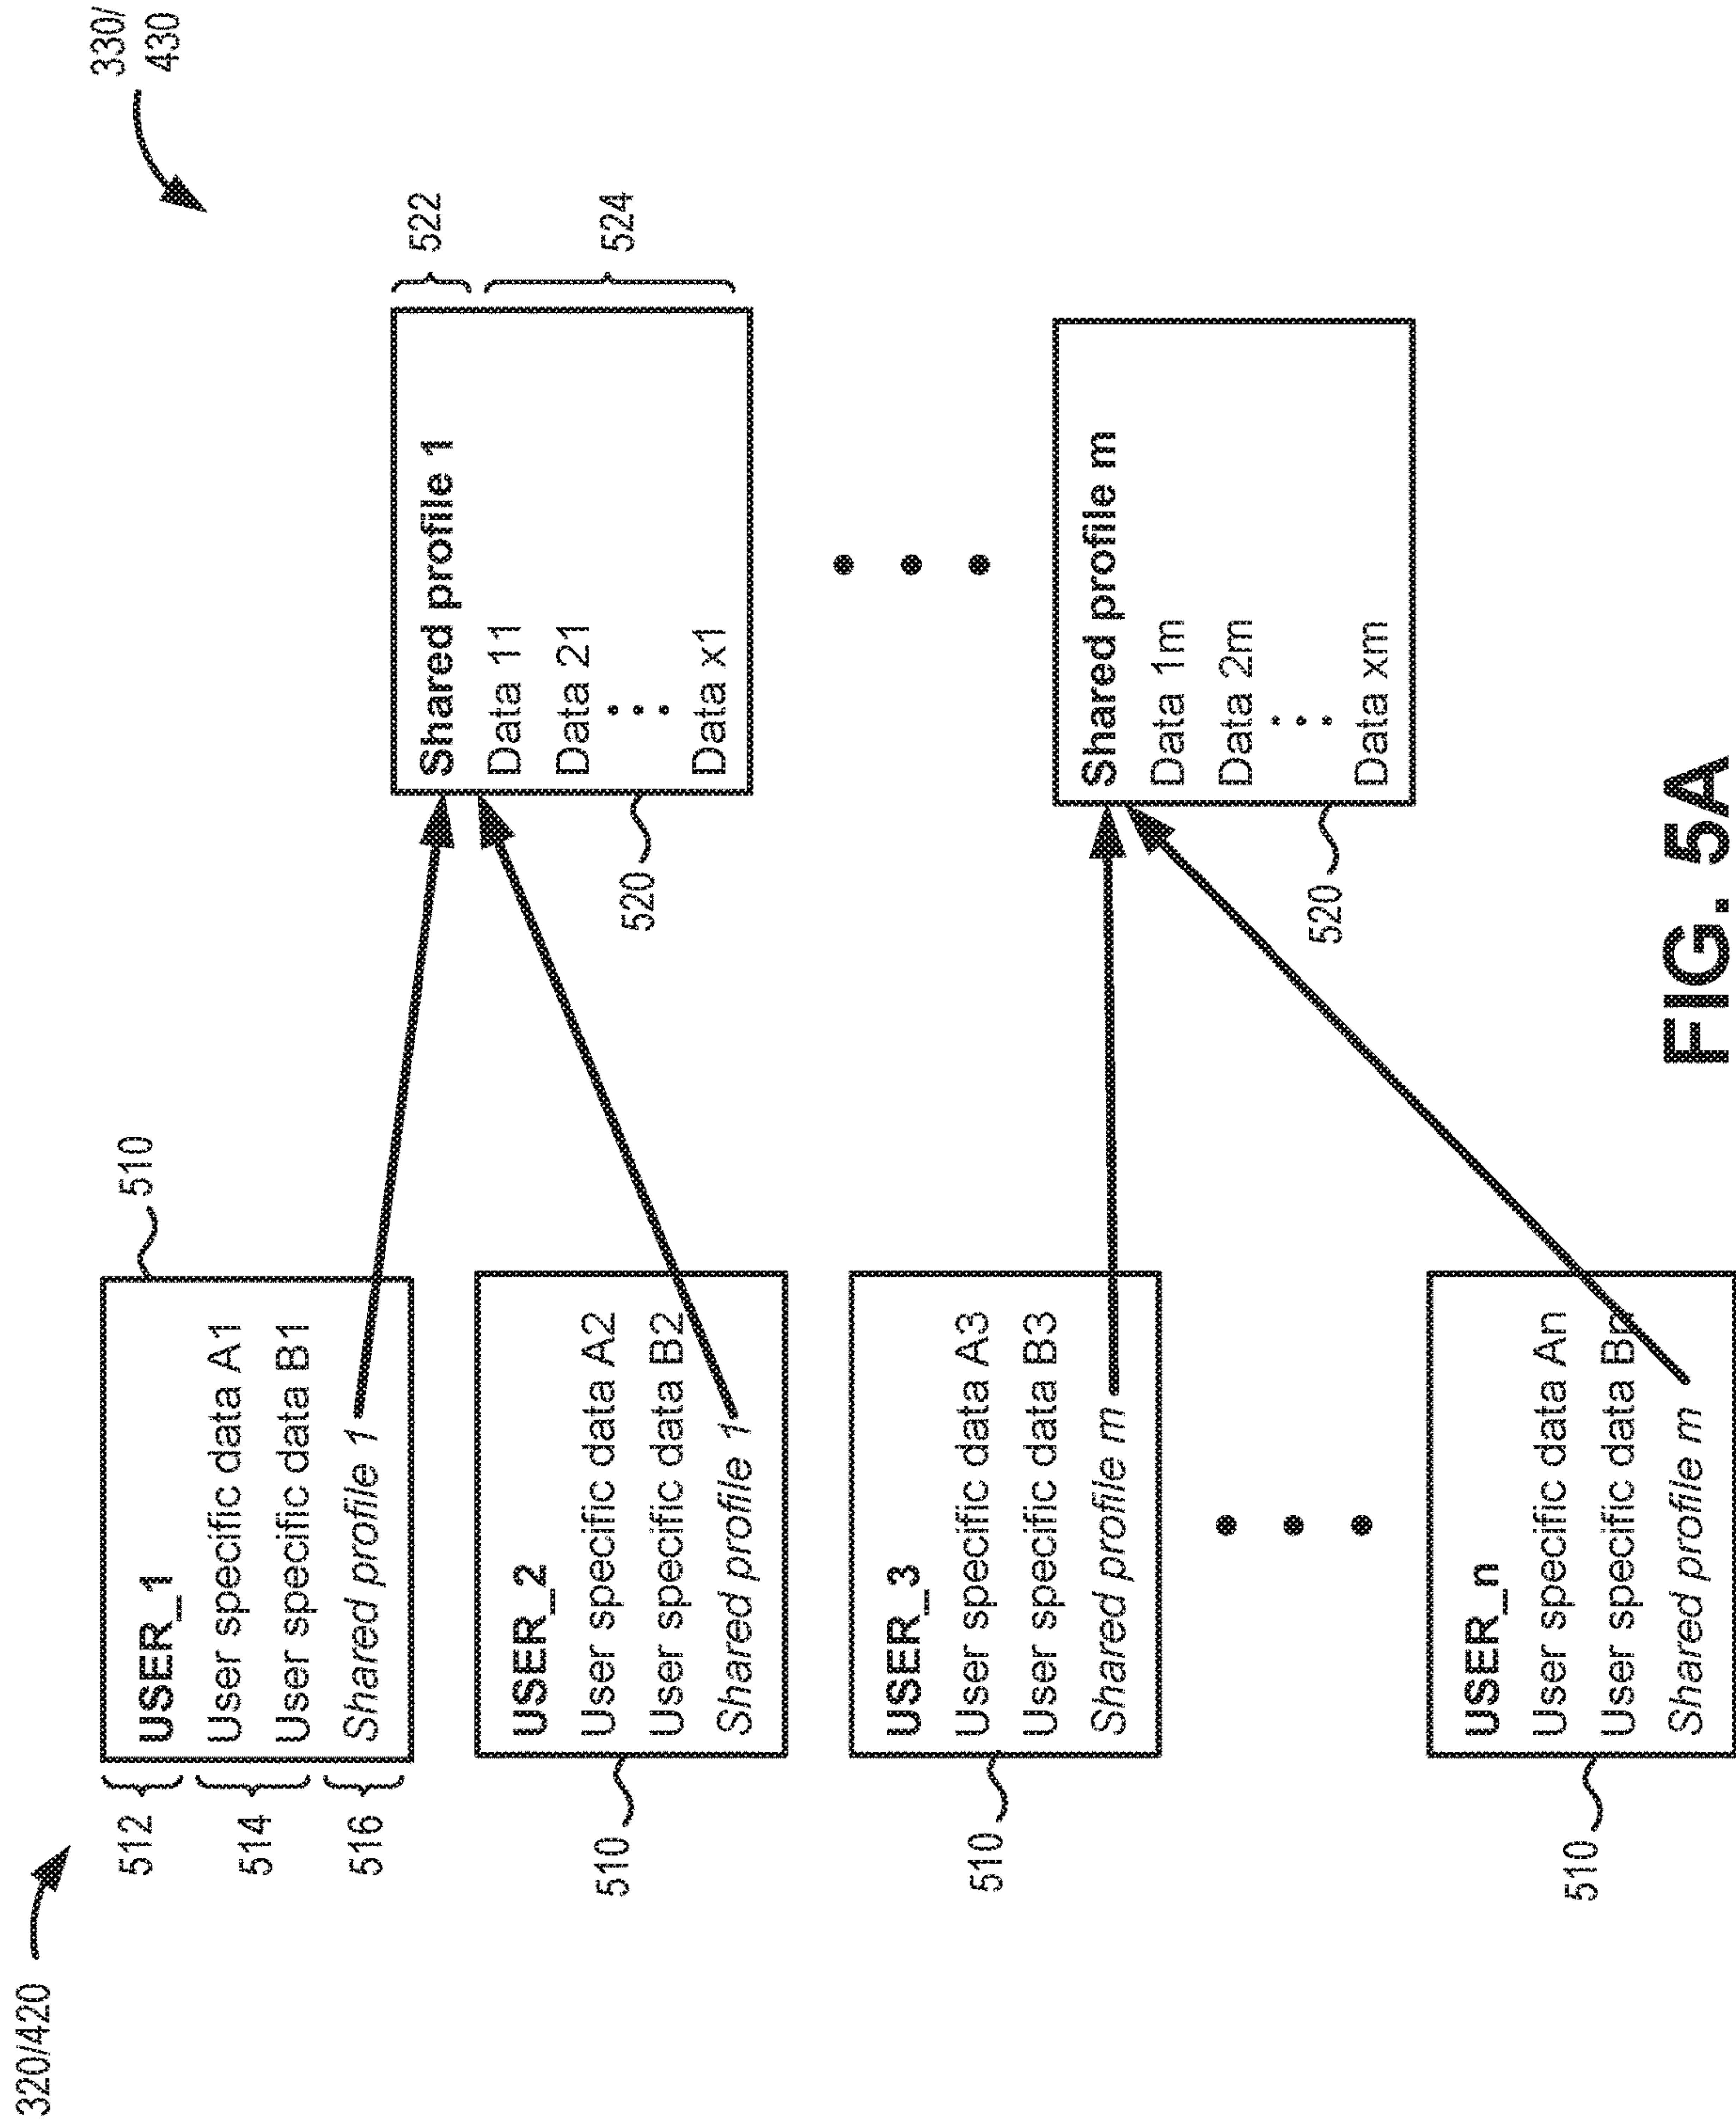 320/420
330/
430
512
514
516
USER_1
User specific data A1
User specific data B1
Shared profile 1
510
USER_2
User specific data A2
User specific data B2
Shared profile 1
510
USER_3
User specific data A3
User specific data B3
Shared profile m
510
USER_n
User specific data An
User specific data Bn
Shared profile m
510
Shared profile 1
Data 11
Data 21
Data x1
522
524
520
Shared profile m
Data 1m
Data 2m
Data xm
520
FIG. 5A